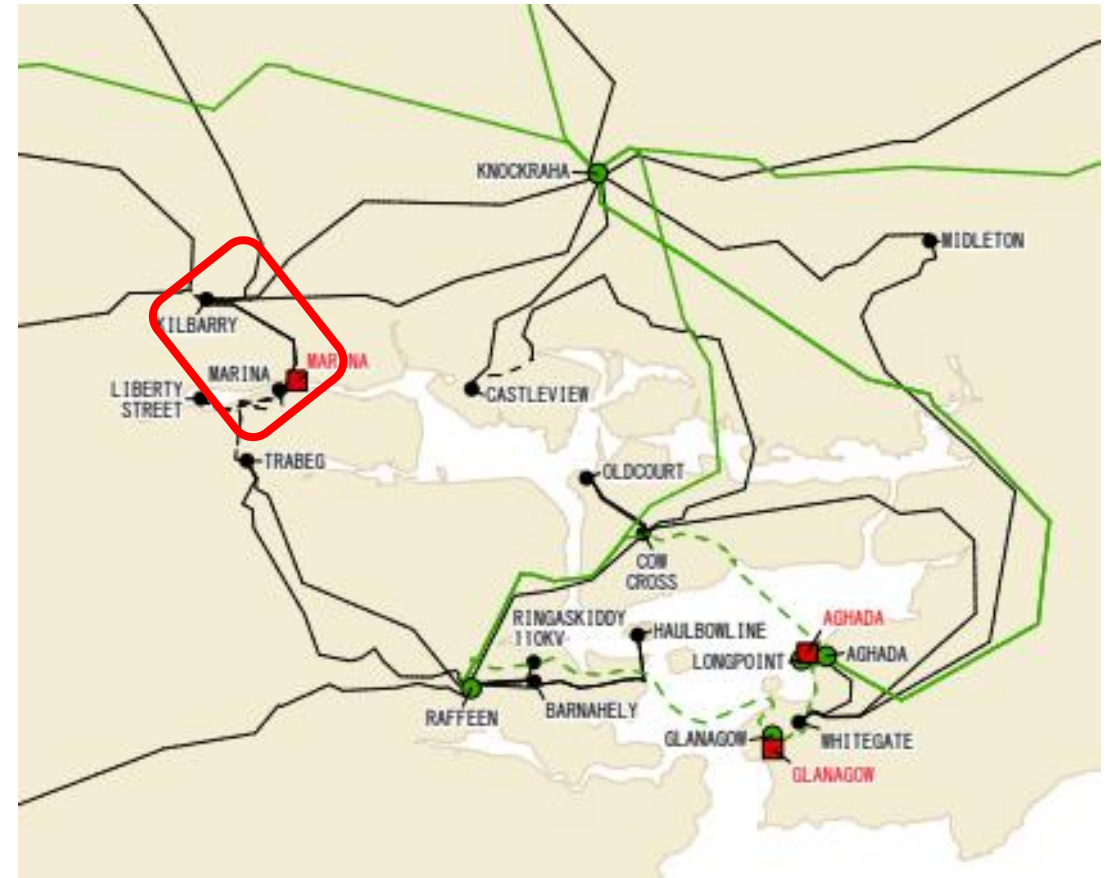 KNOCKRAHA
MIDLETON
KILBARRY
MARINA
MARINA
LIBERTY
STREET
CASTLEVIEW
TRABEG
OLDCOURT
COW
CROSS
RINGASKIDDY
110KV
HAULBOWLINE
AGHADA
LONGPOINT
AGHADA
RAFFEEN
BARNAHELY
GLANAGOW
WHITEGATE
GLANAGOW